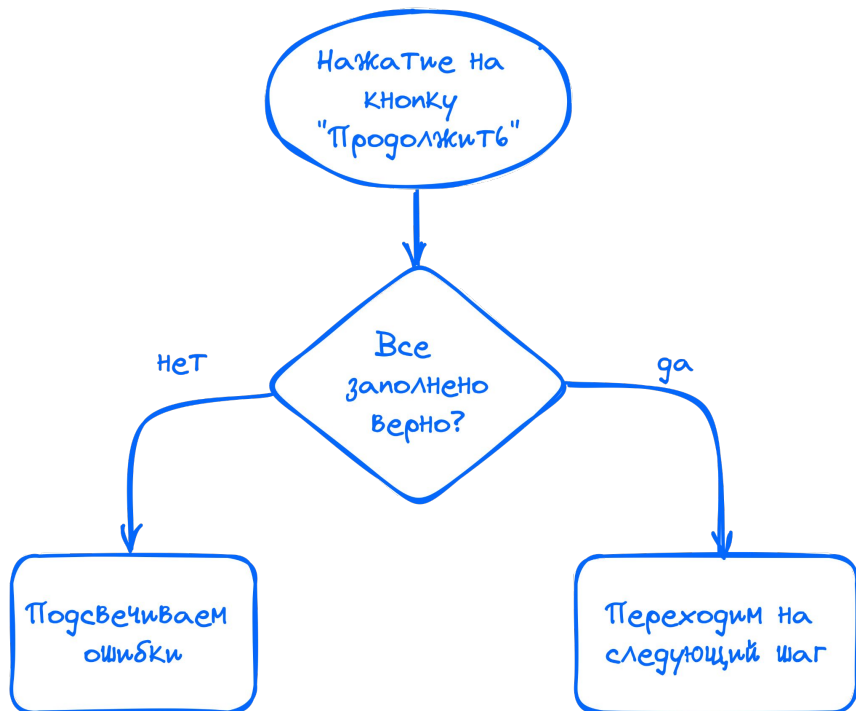 Нажатие на
кнопку
"Продолжить"
Все
заполнено
верно?
нет
да
Подсвечиваем
ошибки
Переходим на
следующий шаг